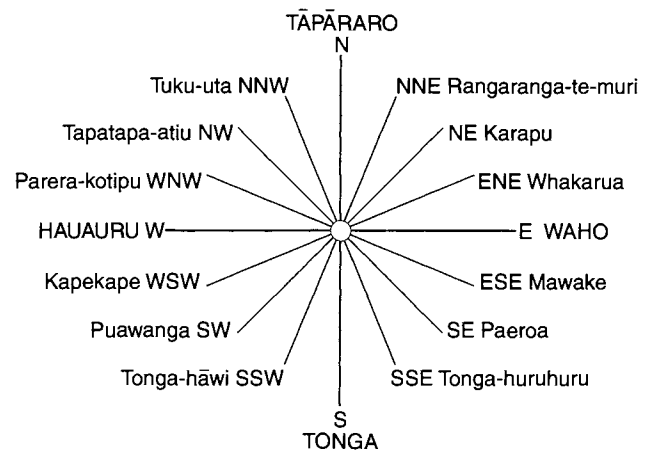 TĀPĀRARO
N
Tuku-uta NNW
NNE Rangaranga-te-muri
Tapatapa-atiu NW
NE Karapu
Parera-kotipu WNW
ENE Whakarua
HAUAURU W
E WAHO
Kapekape WSW
ESE Mawake
Puawanga SW
SE Paeroa
Tonga-hāwi SSW
SSE Tonga-huruhuru
S
TONGA